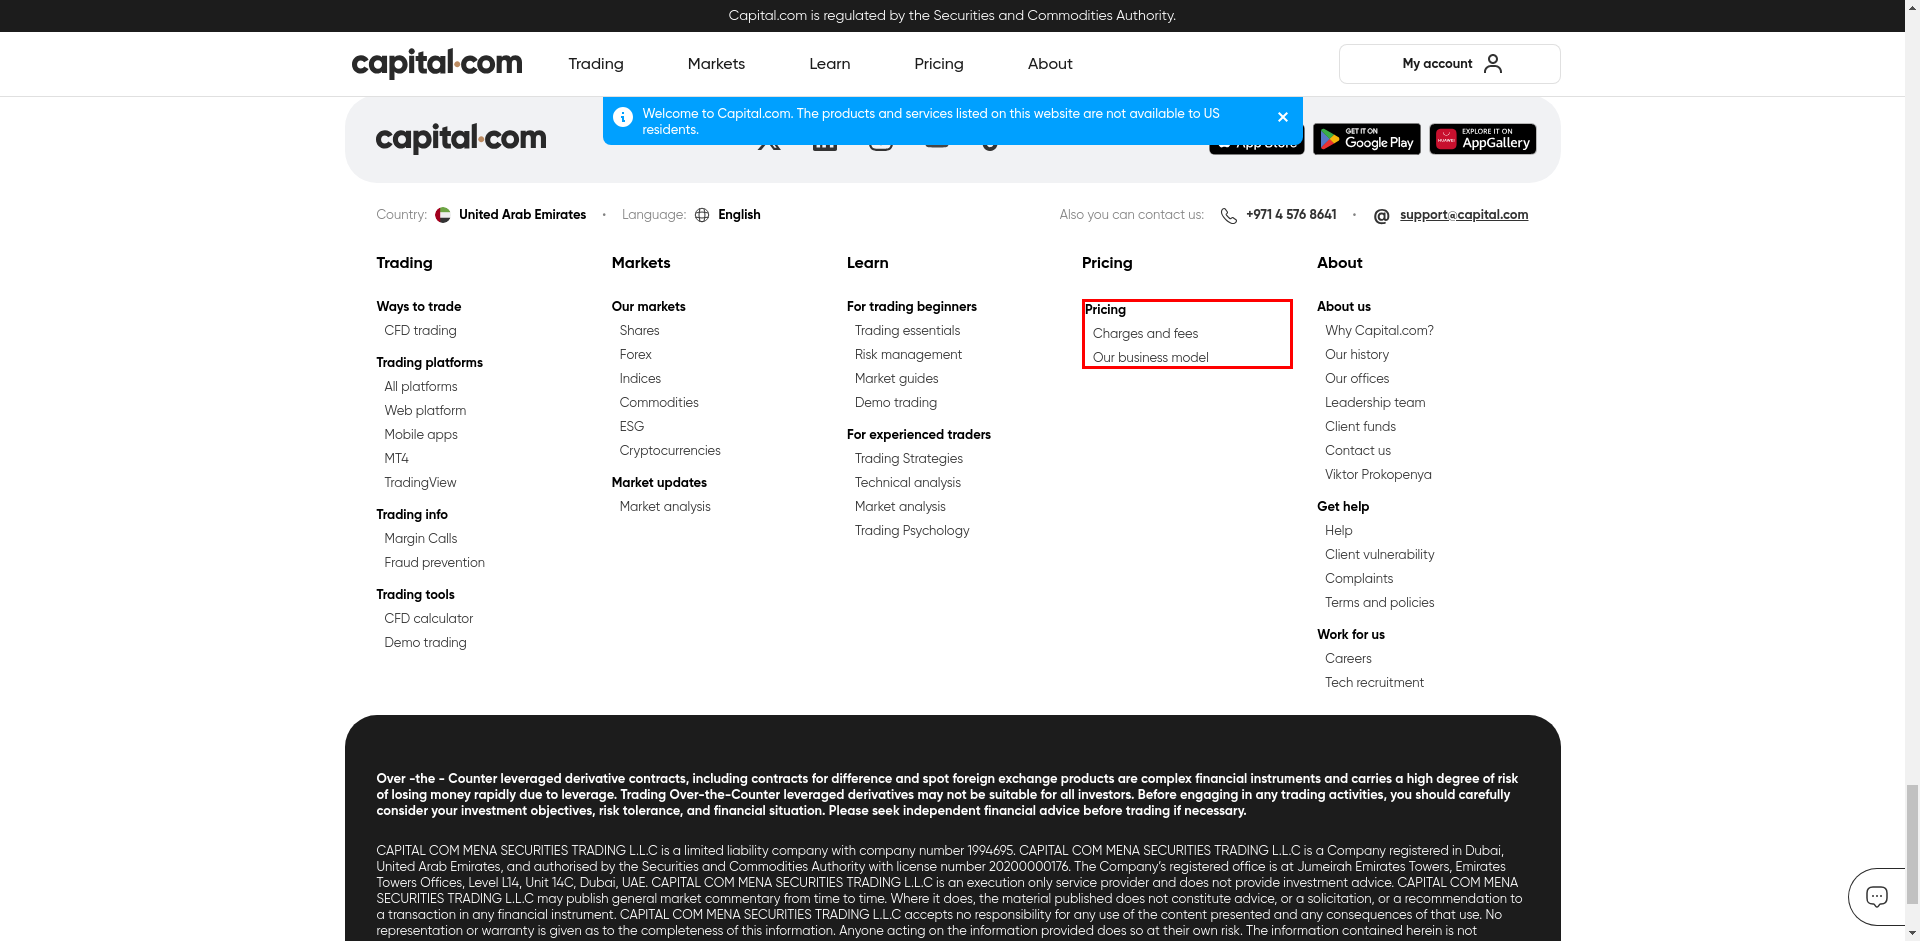 Capital.com is regulated by the Securities and Commodities Authority.
capital.com
Trading
Markets
Learn
Pricing
About
My account
Welcome to Capital.com. The products and services listed on this website are not available to US
residents.
capital.com
App Store
GET IT ON
Google Play
HUAWEI
EXPLORE IT ON
AppGallery
Country:
United Arab Emirates
Language:
English
Also you can contact us:
+971 4 576 8641
support@capital.com
Trading
Ways to trade
CFD trading
Trading platforms
All platforms
Web platform
Mobile apps
MT4
TradingView
Trading info
Margin Calls
Fraud prevention
Trading tools
CFD calculator
Demo trading
Markets
Our markets
Shares
Forex
Indices
Commodities
ESG
Cryptocurrencies
Market updates
Market analysis
Learn
For trading beginners
Trading essentials
Risk management
Market guides
Demo trading
For experienced traders
Trading Strategies
Technical analysis
Market analysis
Trading Psychology
Pricing
Pricing
Charges and fees
Our business model
About
About us
Why Capital.com?
Our history
Our offices
Leadership team
Client funds
Contact us
Viktor Prokopenya
Get help
Help
Client vulnerability
Complaints
Terms and policies
Work for us
Careers
Tech recruitment
Over -the - Counter leveraged derivative contracts, including contracts for difference and spot foreign exchange products are complex financial instruments and carries a high degree of risk
of losing money rapidly due to leverage. Trading Over-the-Counter leveraged derivatives may not be suitable for all investors. Before engaging in any trading activities, you should carefully
consider your investment objectives, risk tolerance, and financial situation. Please seek independent financial advice before trading if necessary.
CAPITAL COM MENA SECURITIES TRADING L.L.C is a limited liability company with company number 1994695. CAPITAL COM MENA SECURITIES TRADING L.L.C is a Company registered in Dubai,
United Arab Emirates, and authorised by the Securities and Commodities Authority with license number 20200000176. The Company's registered office is at Jumeirah Emirates Towers, Emirates
Towers Offices, Level L14, Unit 14C, Dubai, UAE. CAPITAL COM MENA SECURITIES TRADING L.L.C is an execution only service provider and does not provide investment advice. CAPITAL COM MENA
SECURITIES TRADING L.L.C may publish general market commentary from time to time. Where it does, the material published does not constitute advice, or a solicitation, or a recommendation to
a transaction in any financial instrument. CAPITAL COM MENA SECURITIES TRADING L.L.C accepts no responsibility for any use of the content presented and any consequences of that use. No
representation or warranty is given as to the completeness of this information. Anyone acting on the information provided does so at their own risk. The information contained herein is not